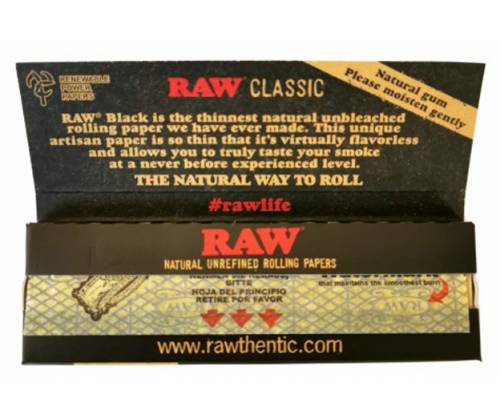 RENEWABLE
POWER
PAPERS
RAW® CLASSIC
Natural gum
Please moisten gently
RAW® Black is the thinnest natural unbleached
rolling paper we have ever made. This unique
artisan paper is so thin that it's virtually flavorless
and allows you to truly taste your smoke
at a never before experienced level.
THE NATURAL WAY TO ROLL
#rawlife
RAW
NATURAL UNREFINED ROLLING PAPERS
BITTE
HOJA DEL PRINCIPIO
RETIRE POR FAVOR
that maintains the smoothest burn
www.rawthentic.com